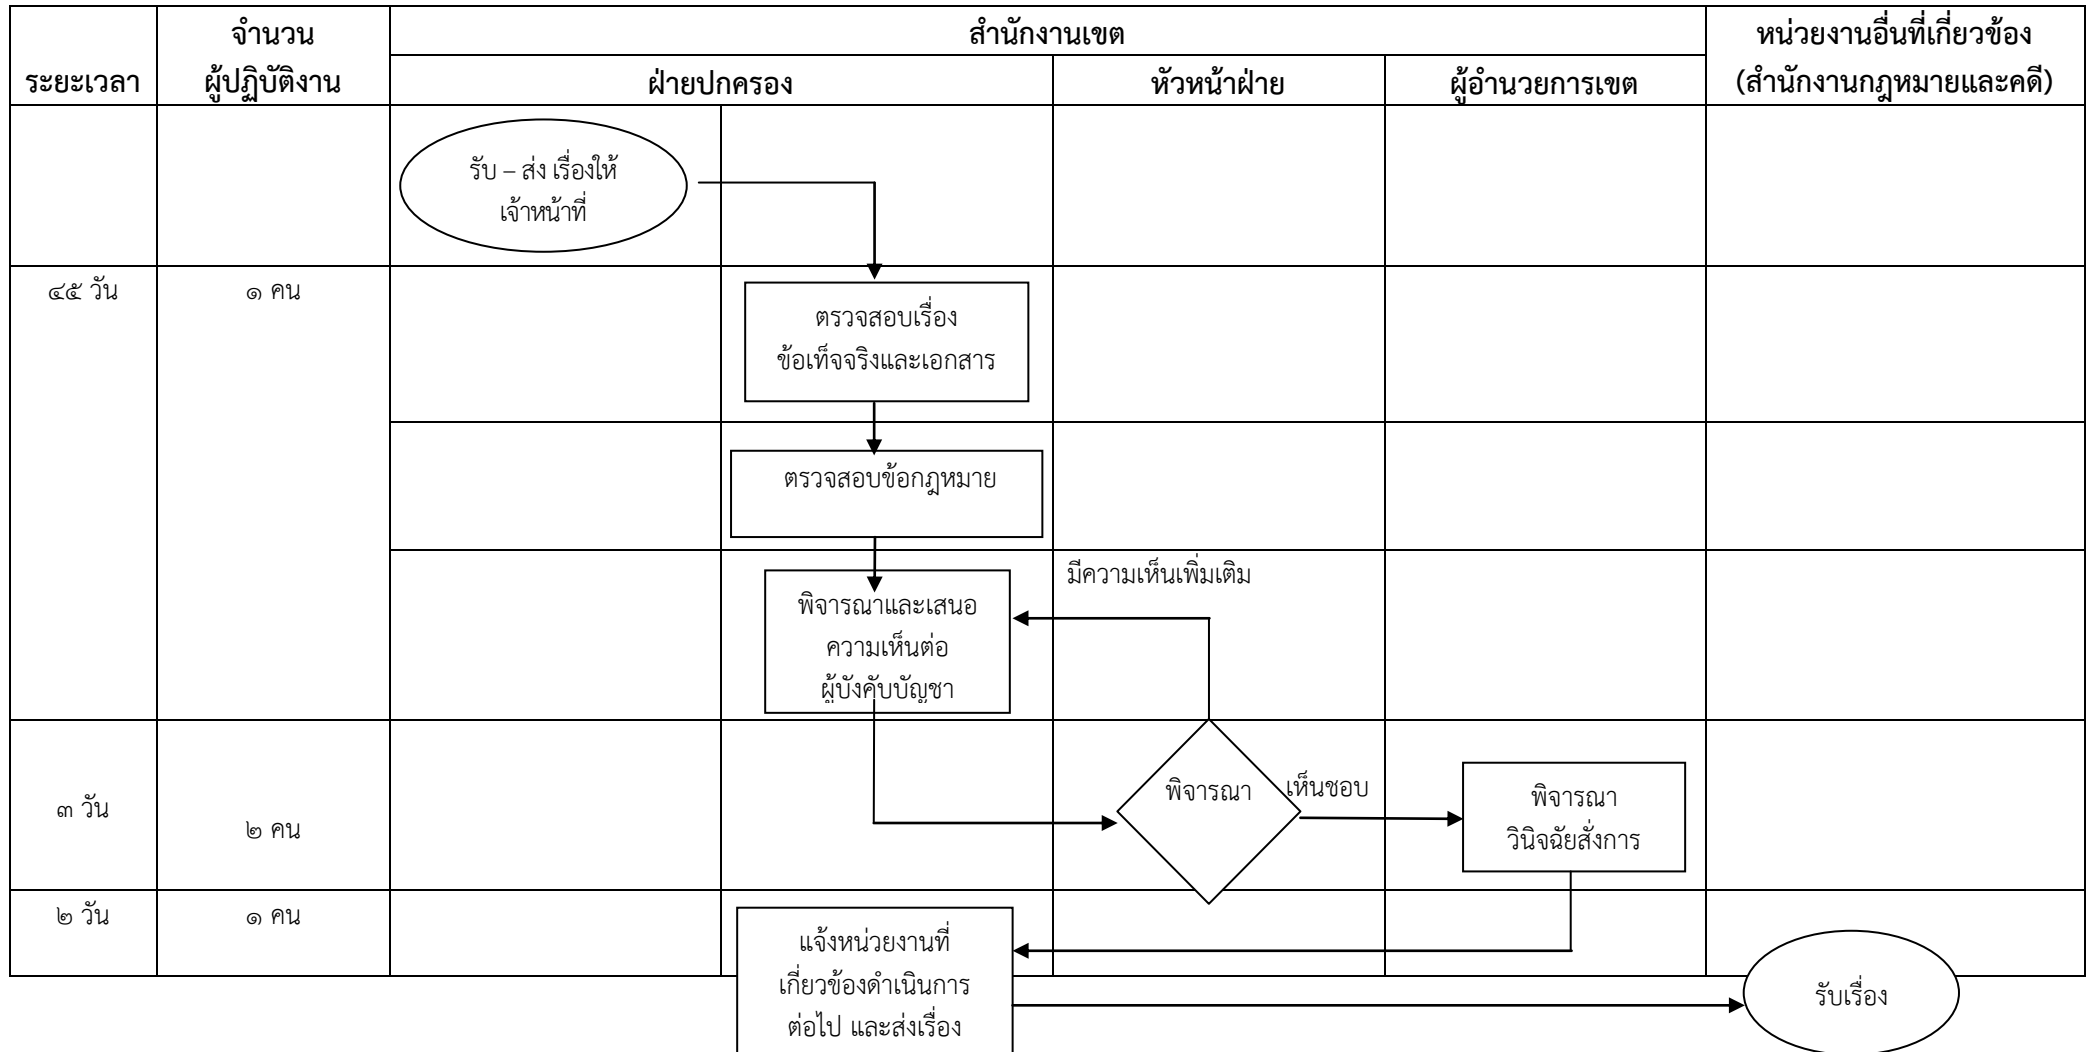 ระยะเวลา
จำนวน
ผู้ปฏิบัติงาน
สำนักงานเขต
หน่วยงานอื่นที่เกี่ยวข้อง
(สำนักงานกฎหมายและคดี)
ฝ่ายปกครอง
หัวหน้าฝ่าย
ผู้อำนวยการเขต
รับ – ส่ง เรื่องให้
เจ้าหน้าที่
๔๕ วัน
๑ คน
ตรวจสอบเรื่อง
ข้อเท็จจริงและเอกสาร
ตรวจสอบข้อกฎหมาย
มีความเห็นเพิ่มเติม
พิจารณาและเสนอ
ความเห็นต่อ
ผู้บังคับบัญชา
๓ วัน
๒ คน
พิจารณา
เห็นชอบ
พิจารณา
วินิจฉัยสั่งการ
๒ วัน
๑ คน
แจ้งหน่วยงานที่
เกี่ยวข้องดำเนินการ
ต่อไป และส่งเรื่อง
รับเรื่อง